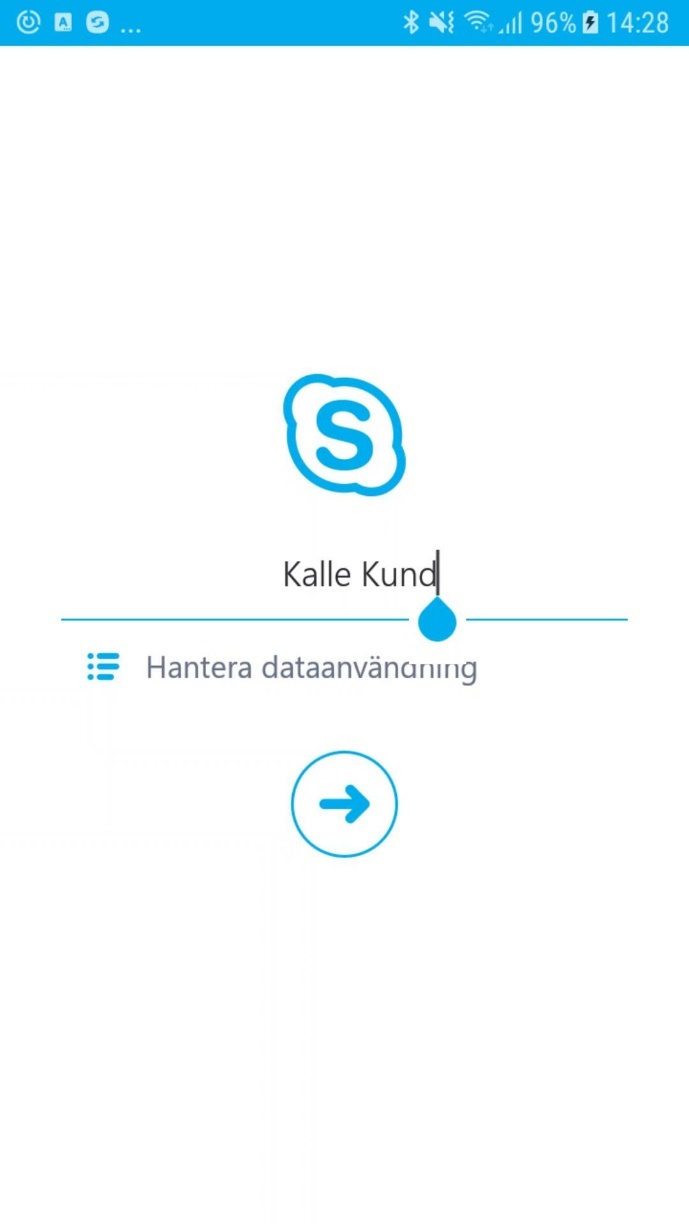 ... 96% 14:28
S
Kalle Kund
Hantera dataanvändning